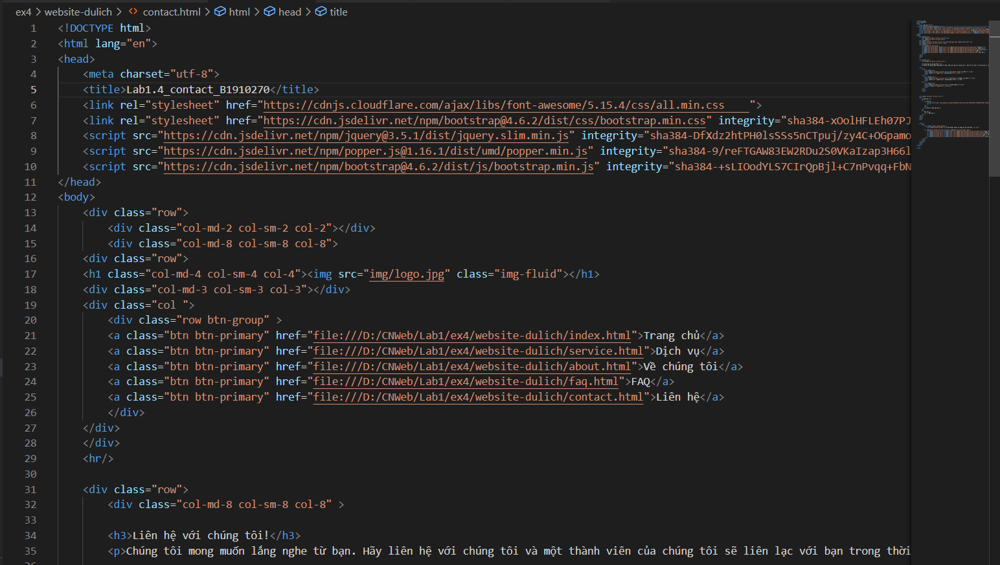 ex4 > website-dulich > <> contact.html > html > head > title
1 <!DOCTYPE html>
2 <html lang="en">
3 <head>
4 <meta charset="utf-8">
5 <title>Lab1.4_contact_B1910270</title>
6 <link rel="stylesheet" href="https://cdnjs.cloudflare.com/ajax/libs/font-awesome/5.15.4/css/all.min.css    ">
7 <link rel="stylesheet" href="https://cdn.jsdelivr.net/npm/bootstrap@4.6.2/dist/css/bootstrap.min.css" integrity="sha384-xOolHFLEh07PJ
8 <script src="https://cdn.jsdelivr.net/npm/jquery@3.5.1/dist/jquery.slim.min.js" integrity="sha384-DfXdz2htPH0lsSSs5nCTpuj/zy4C+OGpamo
9 <script src="https://cdn.jsdelivr.net/npm/popper.js@1.16.1/dist/umd/popper.min.js" integrity="sha384-9/reFTGAW83EW2RDu2S0VKaIzap3H66l
10 <script src="https://cdn.jsdelivr.net/npm/bootstrap@4.6.2/dist/js/bootstrap.min.js" integrity="sha384-+sLIOodYLS7CIrQpBjl+C7nPvqq+FbN
11 </head>
12 <body>
13 <div class="row">
14 <div class="col-md-2 col-sm-2 col-2"></div>
15 <div class="col-md-8 col-sm-8 col-8">
16 <div class="row">
17 <h1 class="col-md-4 col-sm-4 col-4"><img src="img/logo.jpg" class="img-fluid"></h1>
18 <div class="col-md-3 col-sm-3 col-3"></div>
19 <div class="col ">
20 <div class="row btn-group" >
21 <a class="btn btn-primary" href="file:///D:/CNWeb/Lab1/ex4/website-dulich/index.html">Trang chủ</a>
22 <a class="btn btn-primary" href="file:///D:/CNWeb/Lab1/ex4/website-dulich/service.html">Dịch vụ</a>
23 <a class="btn btn-primary" href="file:///D:/CNWeb/Lab1/ex4/website-dulich/about.html">Về chúng tôi</a>
24 <a class="btn btn-primary" href="file:///D:/CNWeb/Lab1/ex4/website-dulich/faq.html">FAQ</a>
25 <a class="btn btn-primary" href="file:///D:/CNWeb/Lab1/ex4/website-dulich/contact.html">Liên hệ</a>
26 </div>
27 </div>
28 </div>
29 <hr/>
30
31 <div class="row">
32 <div class="col-md-8 col-sm-8 col-8" >
33
34 <h3>Liên hệ với chúng tôi!</h3>
35 <p>Chúng tôi mong muốn lắng nghe từ bạn. Hãy liên hệ với chúng tôi và một thành viên của chúng tôi sẽ liên lạc với bạn trong thời